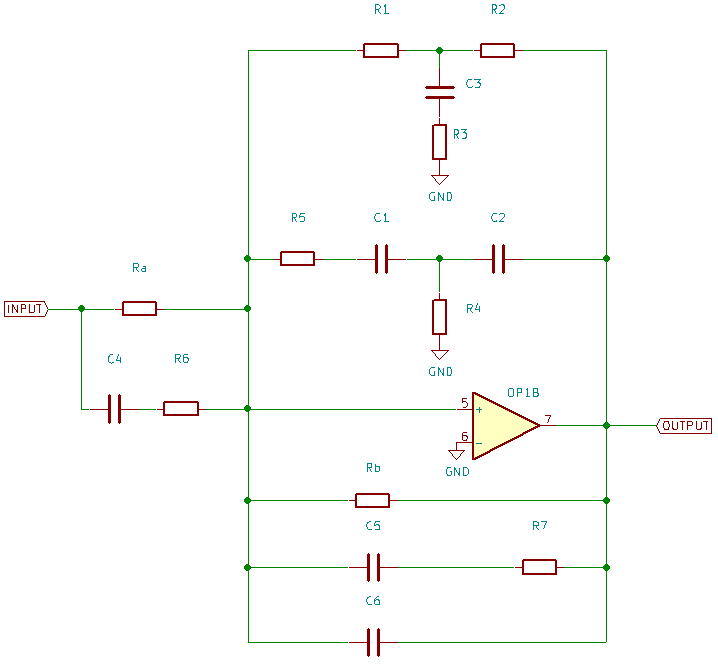 R1
R2
C3
R3
GND
R5
C1
C2
Ra
INPUT
R4
C4
R6
GND
OP1B
5
+
7
OUTPUT
6
−
GND
Rb
C5
R7
C6